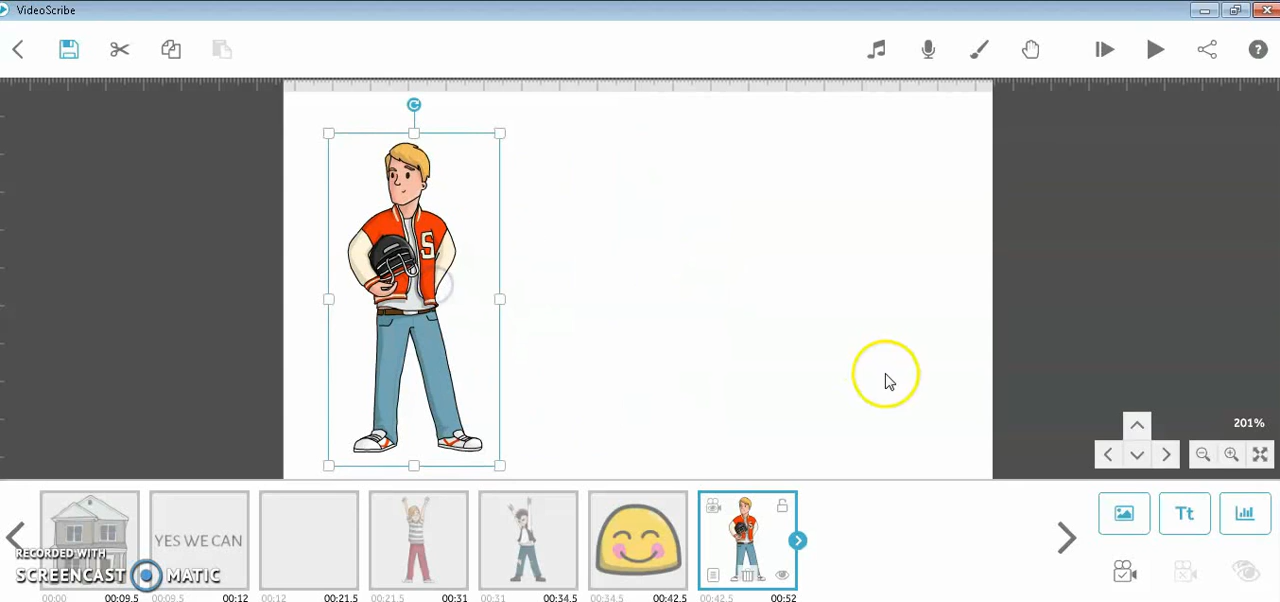 VideoScribe
S
201%
Tt
YES WE CAN
RECORDED WITH
SCREENCAST MATIC
00:00 00:09.5 00:09.5 00:12 00:12 00:21.5 00:21.5 00:31 00:31 00:34.5 00:34.5 00:42.5 00:42.5 00:52